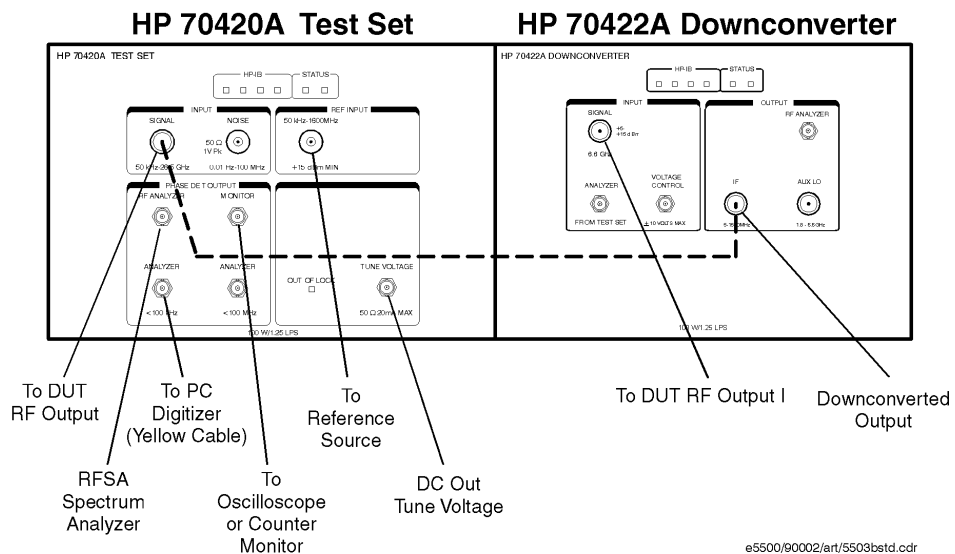 HP 70420A Test Set
HP 70422A Downconverter
HP 70420A TEST SET
HP-IB
STATUS
INPUT
SIGNAL
NOISE
50 Ω
1V Pk
50 kHz-26.5 GHz
0.01 Hz-100 MHz
REF INPUT
50 kHz-1600MHz
+15 dBm MIN
PHASE DET OUTPUT
RF ANALYZER
MONITOR
ANALYZER
ANALYZER
<100 kHz
<100 MHz
OUT OF LOCK
TUNE VOLTAGE
50 Ω 20mA MAX
100 W/1.25 LPS
HP 70422A DOWNCONVERTER
HP-IB
STATUS
INPUT
SIGNAL
+5-
+15 dBm
6.6 GHz
ANALYZER
VOLTAGE
CONTROL
FROM TEST SET
±10 VOLTS MAX
OUTPUT
RF ANALYZER
IF
AUX LO
100 W/1.25 LPS
To DUT
RF Output
To PC
Digitizer
(Yellow Cable)
To
Reference
Source
To DUT RF Output I
Downconverted
Output
RFSA
Spectrum
Analyzer
To
Oscilloscope
or Counter
Monitor
DC Out
Tune Voltage
e5500/90002/art/5503bstd.cdr